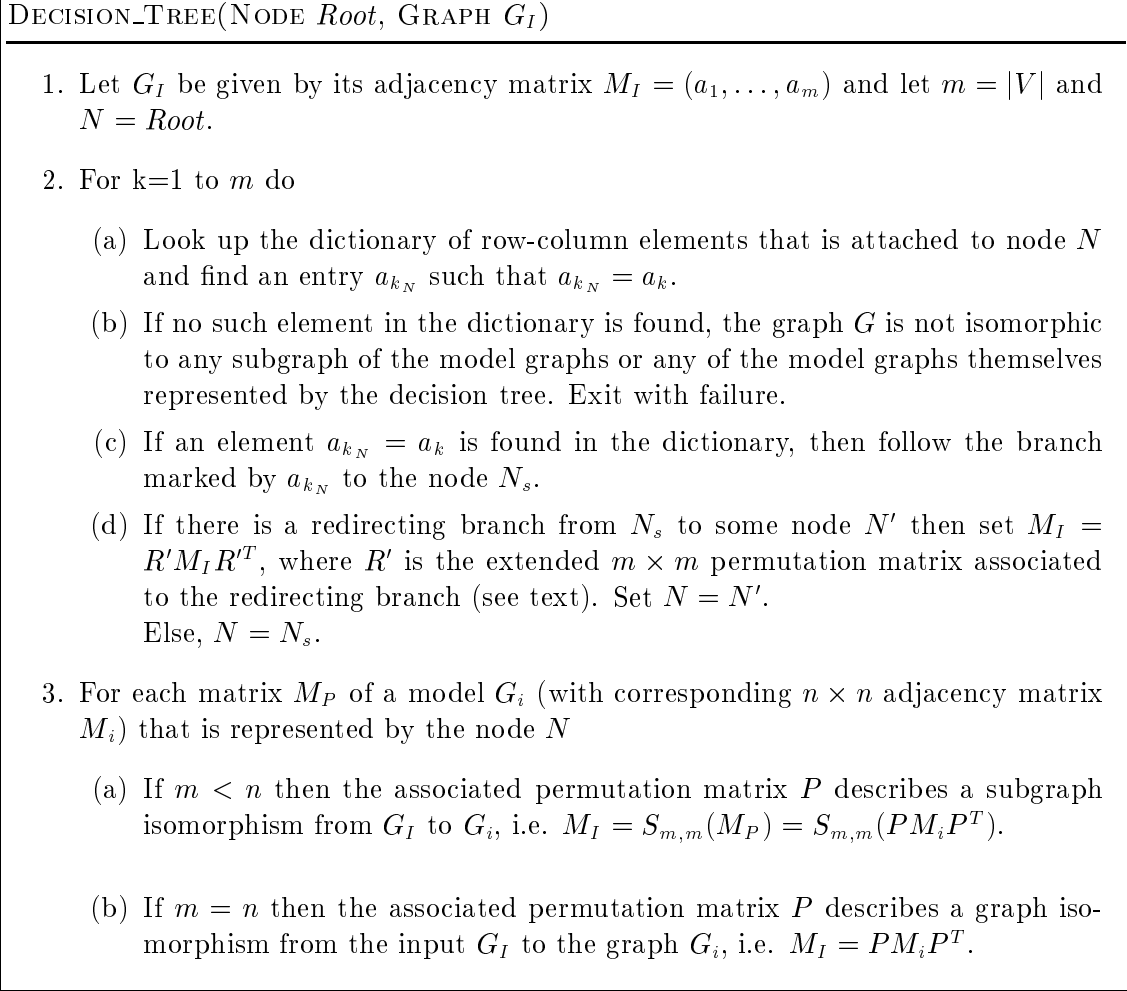 DECISION_TREE(NODE Root, GRAPH G_I)
1. Let G_I be given by its adjacency matrix M_I = (a_1, . . . , a_m) and let m = |V| and
N = Root.
2. For k=1 to m do
(a) Look up the dictionary of row-column elements that is attached to node N
and find an entry a_{k_N} such that a_{k_N} = a_k.
(b) If no such element in the dictionary is found, the graph G is not isomorphic
to any subgraph of the model graphs or any of the model graphs themselves
represented by the decision tree. Exit with failure.
(c) If an element a_{k_N} = a_k is found in the dictionary, then follow the branch
marked by a_{k_N} to the node N_s.
(d) If there is a redirecting branch from N_s to some node N′ then set M_I =
R′M_IR′^T, where R′ is the extended m × m permutation matrix associated
to the redirecting branch (see text). Set N = N′.
Else, N = N_s.
3. For each matrix M_P of a model G_i (with corresponding n × n adjacency matrix
M_i) that is represented by the node N
(a) If m < n then the associated permutation matrix P describes a subgraph
isomorphism from G_I to G_i, i.e. M_I = S_{m,m}(M_P) = S_{m,m}(PM_iP^T).
(b) If m = n then the associated permutation matrix P describes a graph iso-
morphism from the input G_I to the graph G_i, i.e. M_I = PM_iP^T.